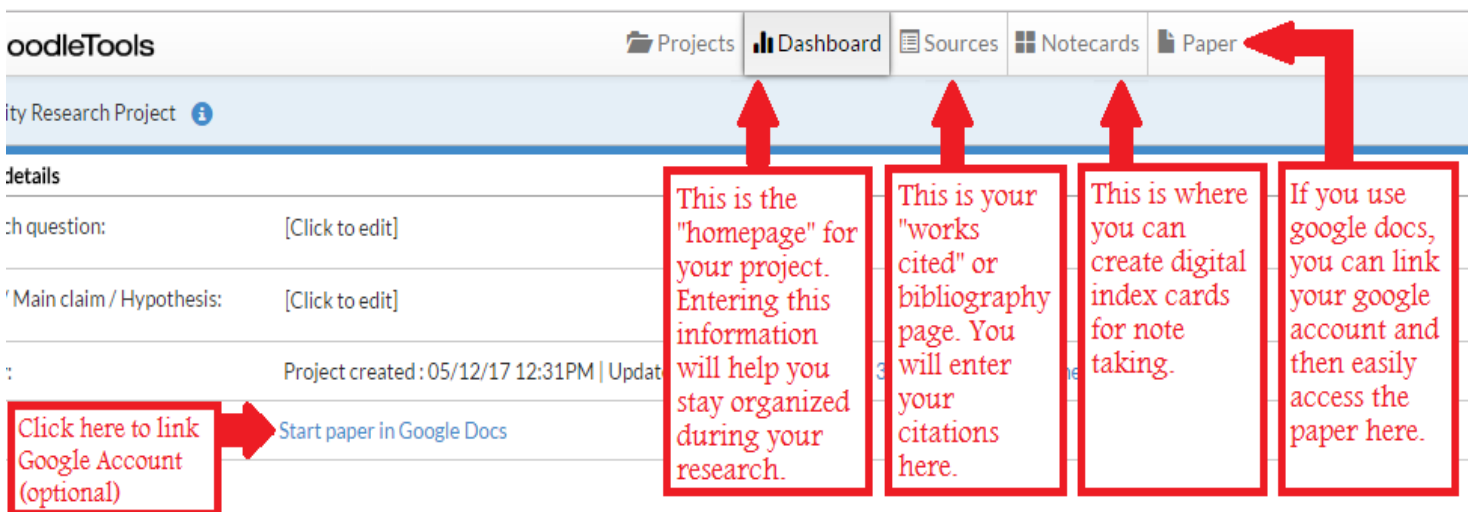 oodleTools
Projects Dashboard Sources Notecards Paper
ity Research Project
details
ch question: [Click to edit]
/ Main claim / Hypothesis: [Click to edit]
Project created : 05/12/17 12:31PM |
Start paper in Google Docs
Click here to link
Google Account
(optional)
This is the
"homepage" for
your project.
Entering this
information
will help you
stay organized
during your
research.
This is your
"works
cited" or
bibliography
page. You
will enter
your
citations
here.
This is where
you can
create digital
index cards
for note
taking.
If you use
google docs,
you can link
your google
account and
then easily
access the
paper here.